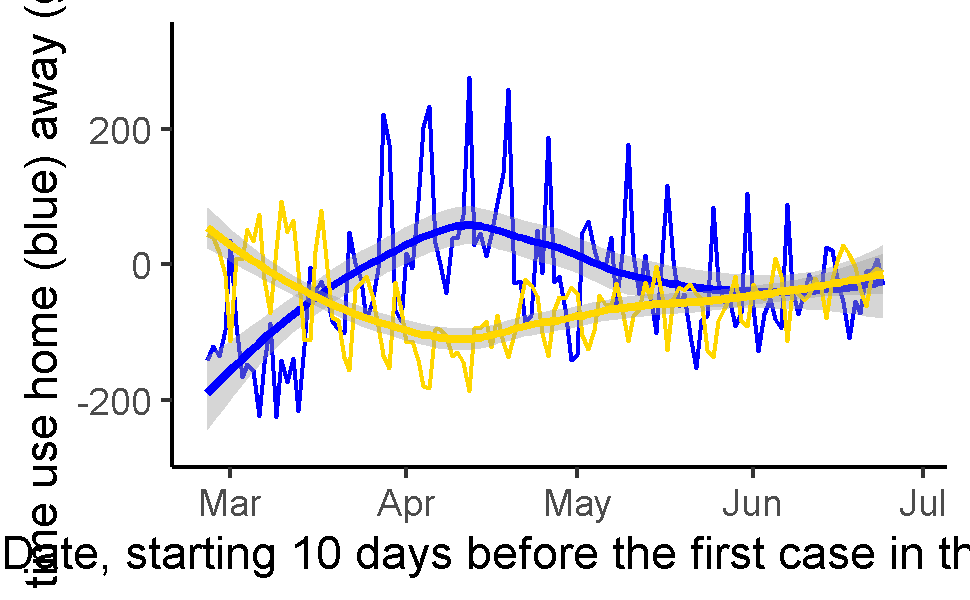 time use home (blue) away (
200
0
-200
Mar Apr May Jun Jul
Date, starting 10 days before the first case in th